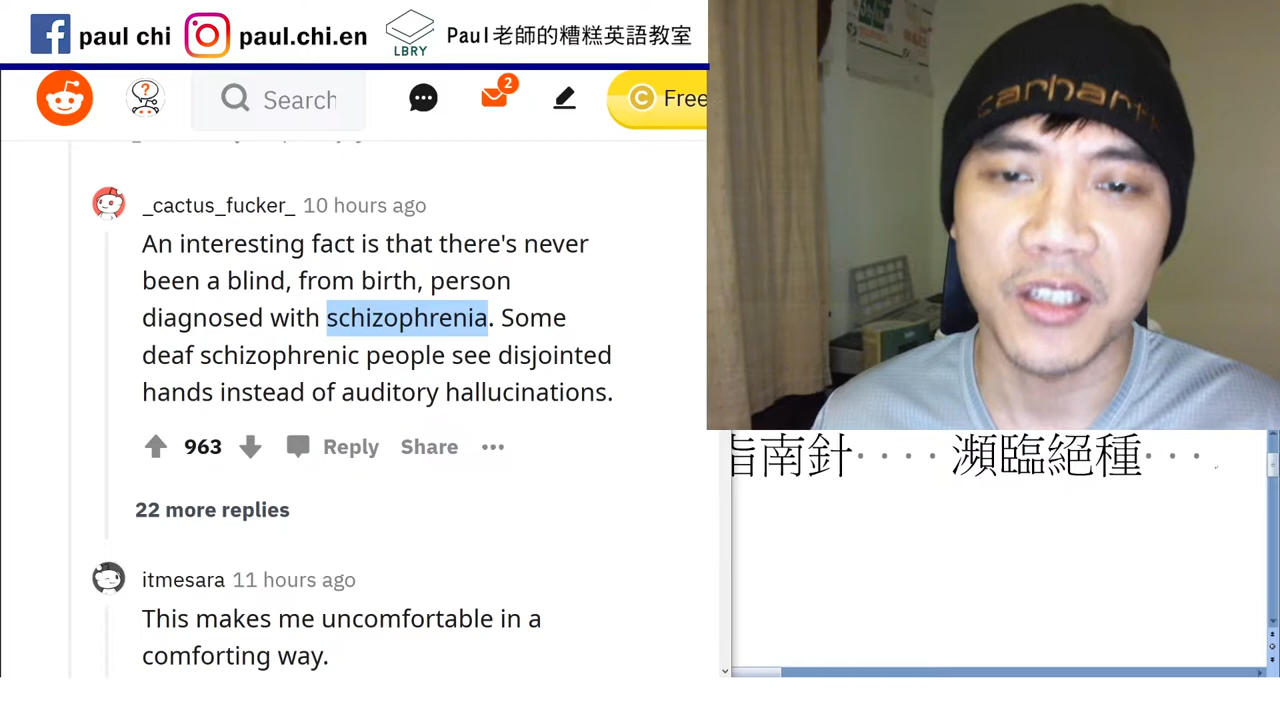 paul chi paul.chi.en LBRY Paul老師的糟糕英語教室
Search 2 Free
_cactus_fucker_ 10 hours ago
An interesting fact is that there's never
been a blind, from birth, person
diagnosed with schizophrenia. Some
deaf schizophrenic people see disjointed
hands instead of auditory hallucinations.
963 Reply Share
22 more replies
itmesara 11 hours ago
This makes me uncomfortable in a
comforting way.
carhartt
指南針···· 瀕臨絕種···